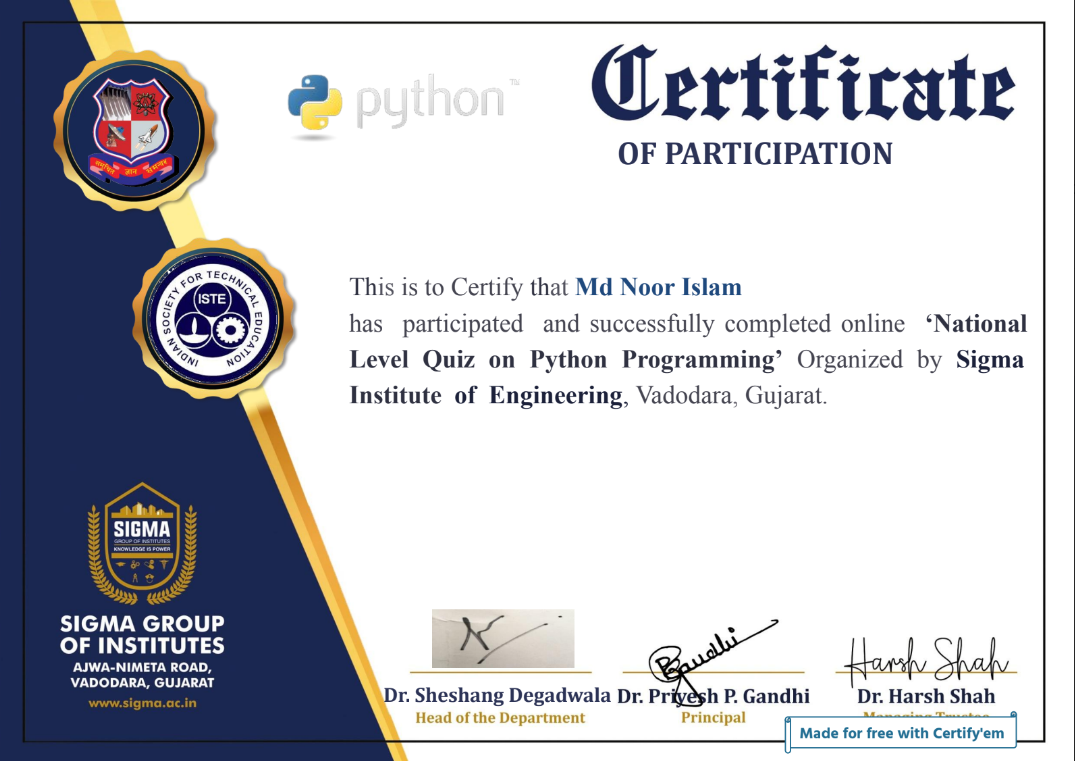 समुचित ज्ञान
python™
Certificate
OF PARTICIPATION
INDIAN SOCIETY FOR TECHNICAL EDUCATION
ISTE
This is to Certify that Md Noor Islam
has participated and successfully completed online ‘National
Level Quiz on Python Programming’ Organized by Sigma
Institute of Engineering, Vadodara, Gujarat.
SIGMA
GROUP OF INSTITUTES
KNOWLEDGE IS POWER
SIGMA GROUP
OF INSTITUTES
AJWA-NIMETA ROAD,
VADODARA, GUJARAT
www.sigma.ac.in
Gandhi
Harsh Shah
Dr. Sheshang Degadwala Dr. Priyesh P. Gandhi Dr. Harsh Shah
Head of the Department Principal Managing Trustee
Made for free with Certify'em